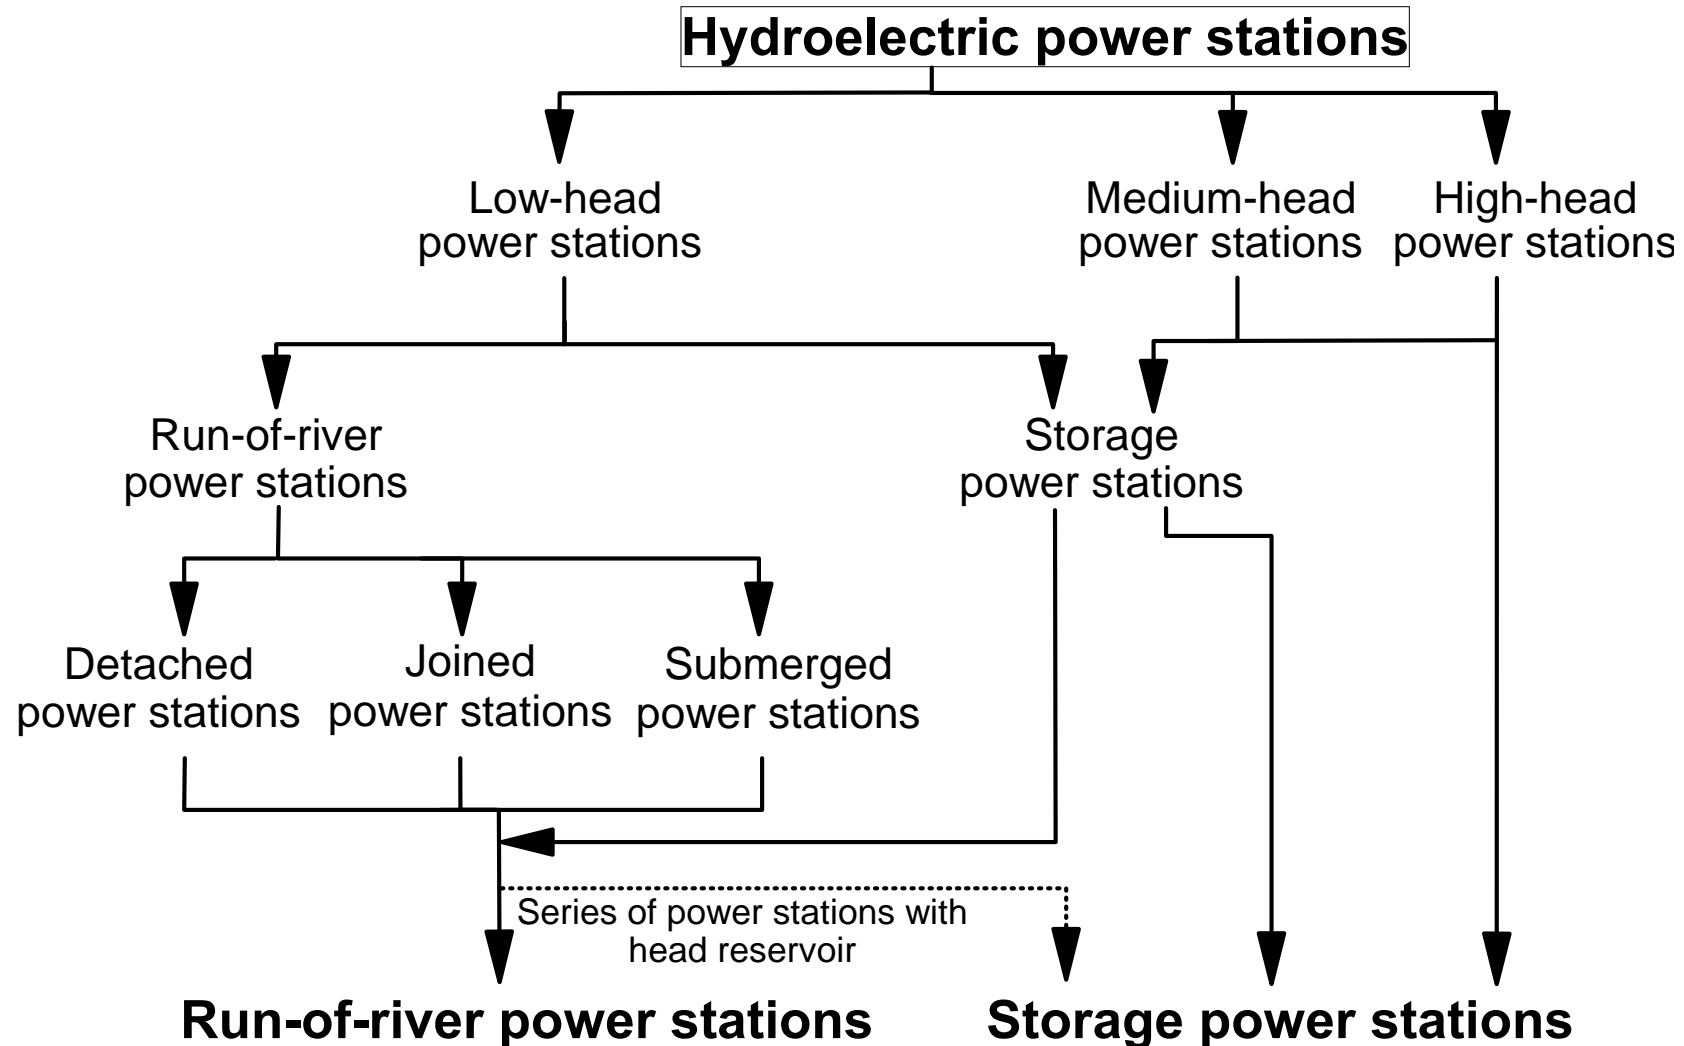 Hydroelectric power stations
Low-head
power stations
Medium-head
power stations
High-head
power stations
Run-of-river
power stations
Storage
power stations
Detached
power stations
Joined
power stations
Submerged
power stations
Series of power stations with
head reservoir
Run-of-river power stations
Storage power stations